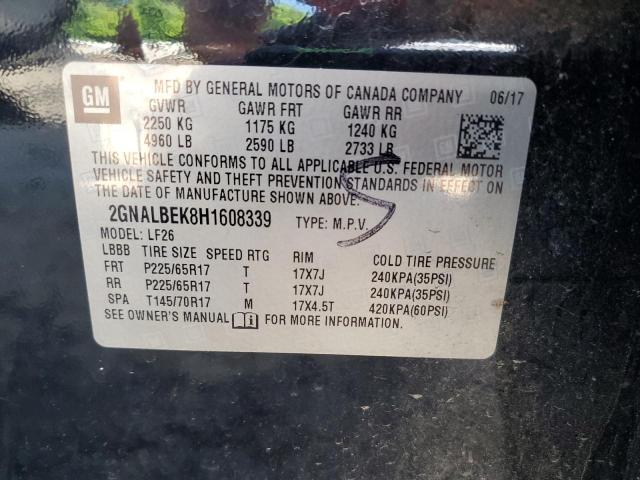 GM
MFD BY GENERAL MOTORS OF CANADA COMPANY 06/17
GVWR GAWR FRT GAWR RR
2250 KG 1175 KG 1240 KG
4960 LB 2590 LB 2733 LB
THIS VEHICLE CONFORMS TO ALL APPLICABLE U.S. FEDERAL MOTOR
VEHICLE SAFETY AND THEFT PREVENTION STANDARDS IN EFFECT ON
THE DATE OF MANUFACTURE SHOWN ABOVE.
2GNALBEK8H1608339 TYPE: M.P.V
MODEL: LF26
LBBB TIRE SIZE SPEED RTG RIM COLD TIRE PRESSURE
FRT P225/65R17 T 17X7J 240KPA(35PSI)
RR P225/65R17 T 17X7J 240KPA(35PSI)
SPA T145/70R17 M 17X4.5T 420KPA(60PSI)
SEE OWNER'S MANUAL FOR MORE INFORMATION.